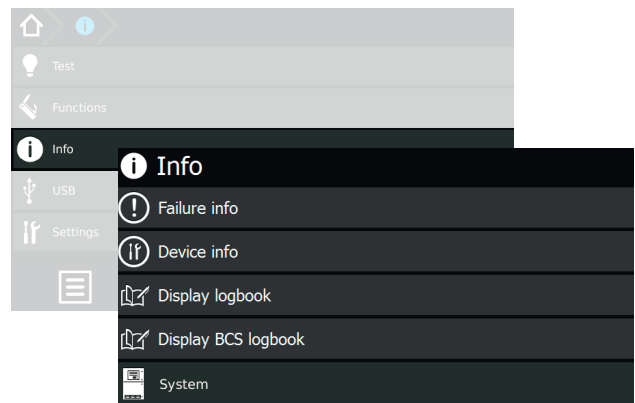 Test
Functions
Info
USB
Settings
Info
Failure info
Device info
Display logbook
Display BCS logbook
System